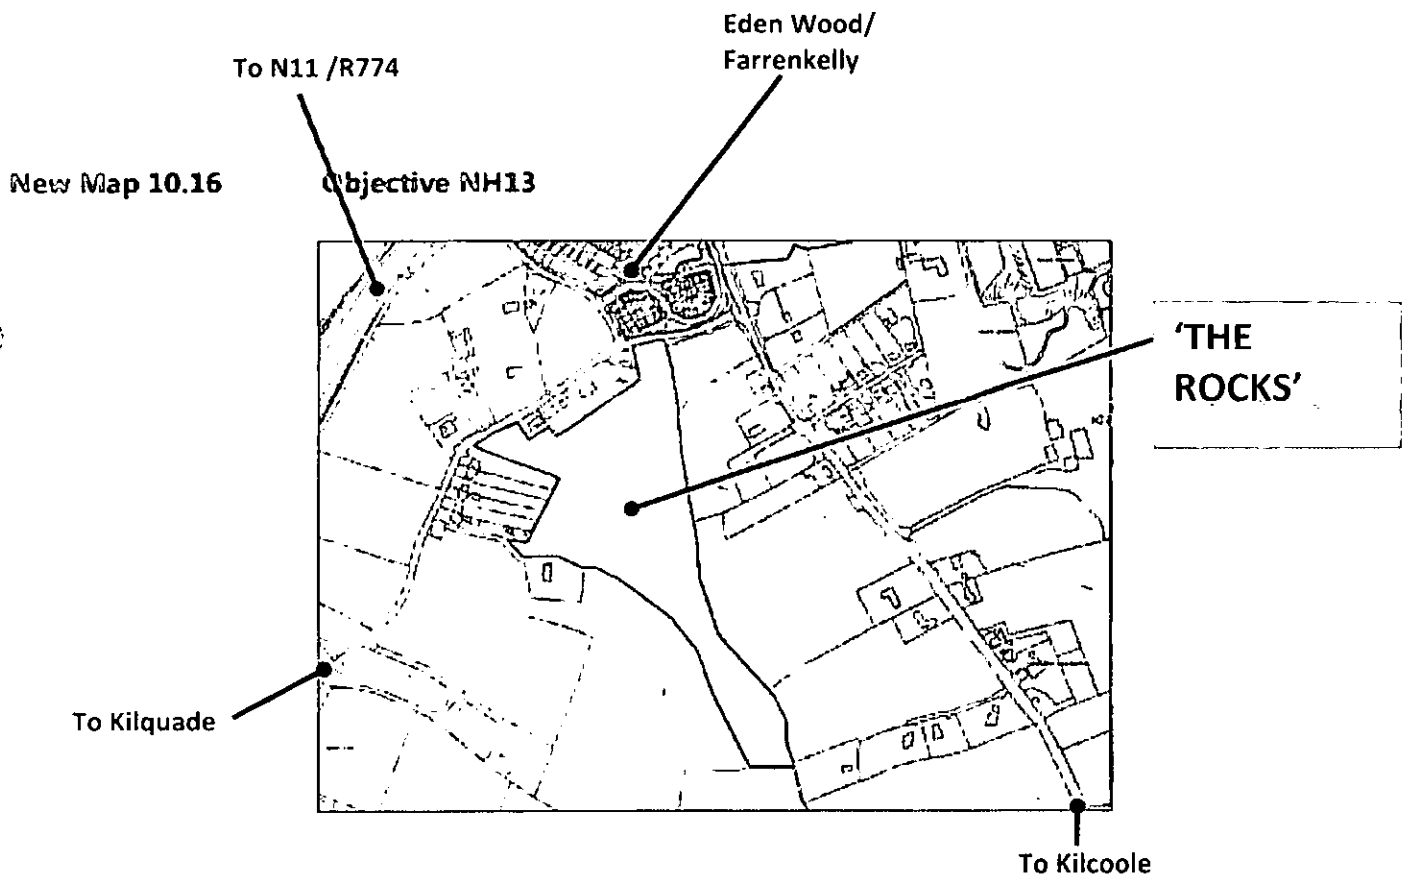 Eden Wood/
Farrenkelly
To N11 /R774
New Map 10.16 Objective NH13
‘THE
ROCKS’
To Kilquade
To Kilcoole